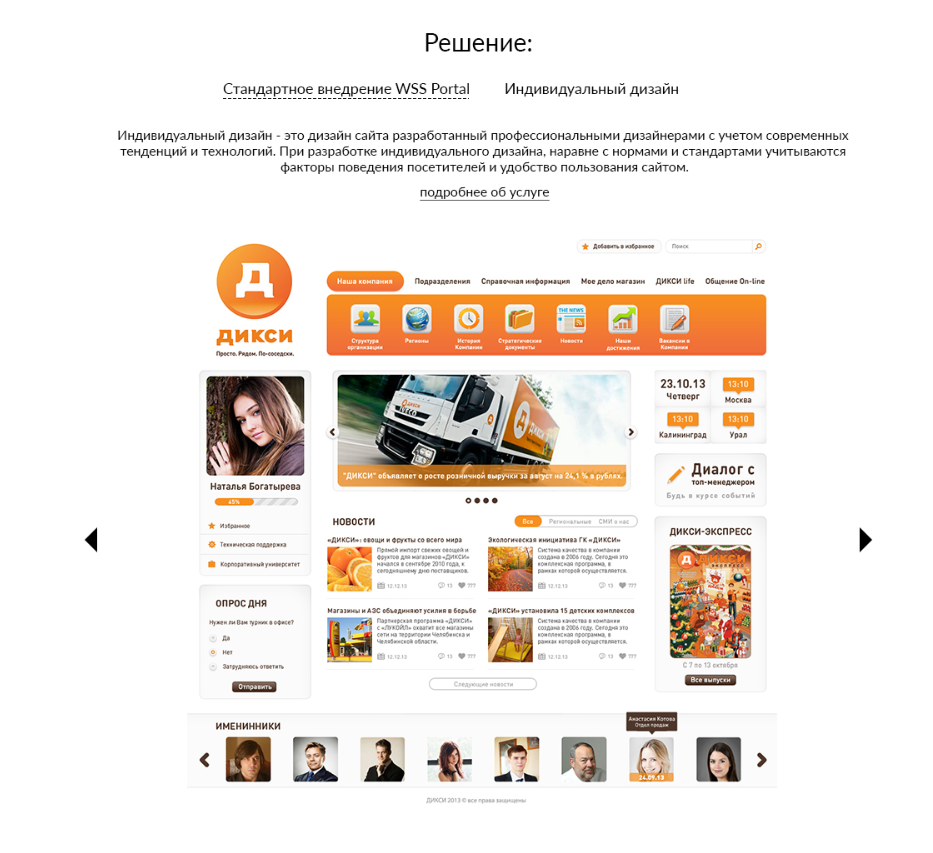 Решение:
Стандартное внедрение WSS Portal
Индивидуальный дизайн
Индивидуальный дизайн - это дизайн сайта разработанный профессиональными дизайнерами с учетом современных
тенденций и технологий. При разработке индивидуального дизайна, наравне с нормами и стандартами учитываются
факторы поведения посетителей и удобство пользования сайтом.
подробнее об услуге
Добавить в избранное
Поиск
Д
ДИКСИ
Просто. Рядом. По-соседски.
Наша компания
Подразделения
Справочная информация
Мое дело магазин
ДИКСИ life
Общение On-line
Структура
организации
Регионы
История
Компании
Стратегические
документы
THE NEWS
Новости
Наши
достижения
Вакансии в
Компании
Наталья Богатырева
45%
Избранное
Техническая поддержка
Корпоративный университет
ОПРОС ДНЯ
Нужен ли Вам турник в офисе?
Да
Нет
Затрудняюсь ответить
Отправить
IVECO
ДИКСИ
"ДИКСИ" объявляет о росте розничной выручки за август на 24,1 % в рублях.
НОВОСТИ
Все
Региональные
СМИ о нас
«ДИКСИ»: овощи и фрукты со всего мира
Прямой импорт свежих овощей и
фруктов для магазинов «ДИКСИ»
начался в сентябре 2010 года, к
сегодняшнему дню поставщиков.
12.12.13
13
???
Экологическая инициатива ГК «ДИКСИ»
Система качества в компании
создана в 2006 году. Сегодня это
комплексная программа, в
рамках которой осуществляется.
12.12.13
13
???
Магазины и АЗС объединяют усилия в борьбе
Партнерская программа «ДИКСИ»
с «ЛУКОЙЛ» охватит все магазины
сети на территории Челябинска и
Челябинской области.
12.12.13
13
???
«ДИКСИ» установила 15 детских комплексов
Система качества в компании
создана в 2006 году. Сегодня это
комплексная программа, в
рамках которой осуществляется.
12.12.13
13
???
Следующие новости
23.10.13
Четверг
13:10
Москва
13:10
Калининград
13:10
Урал
Диалог с
топ-менеджером
Будь в курсе событий
ДИКСИ-ЭКСПРЕСС
ДИКСИ
С 7 по 13 октября
Все выпуски
ИМЕНИННИКИ
Анастасия Котова
Отдел продаж
24.09.13
ДИКСИ 2013 © все права защищены